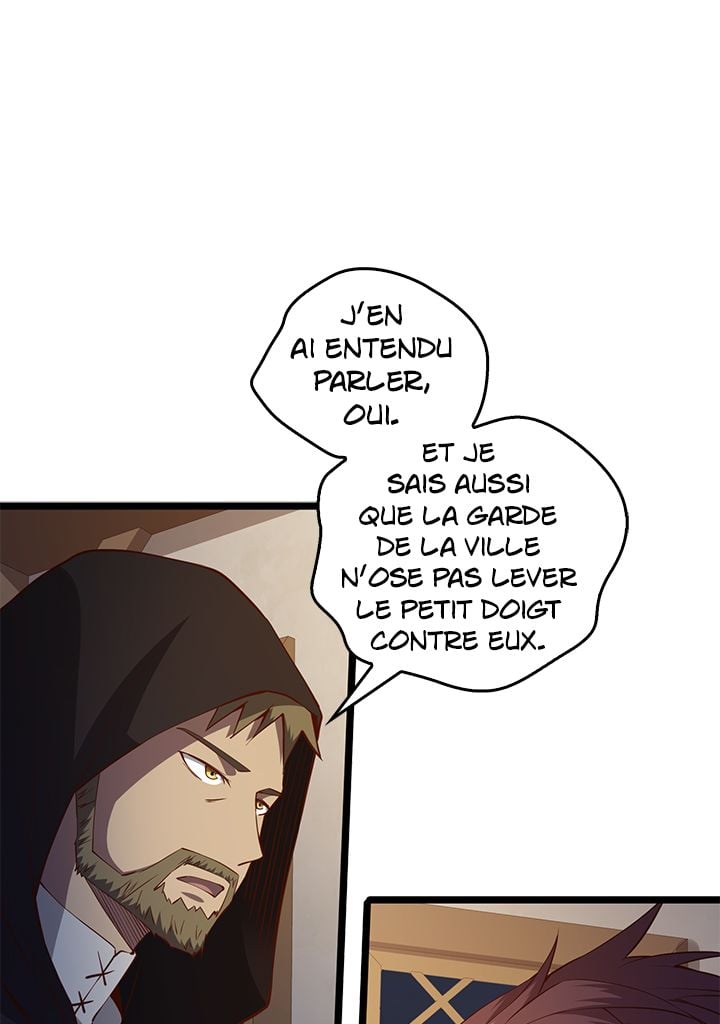 J'EN
AI ENTENDU
PARLER,
OUI.
ET JE
SAIS AUSSI
QUE LA GARDE
DE LA VILLE
N'OSE PAS LEVER
LE PETIT DOIGT
CONTRE EUX.